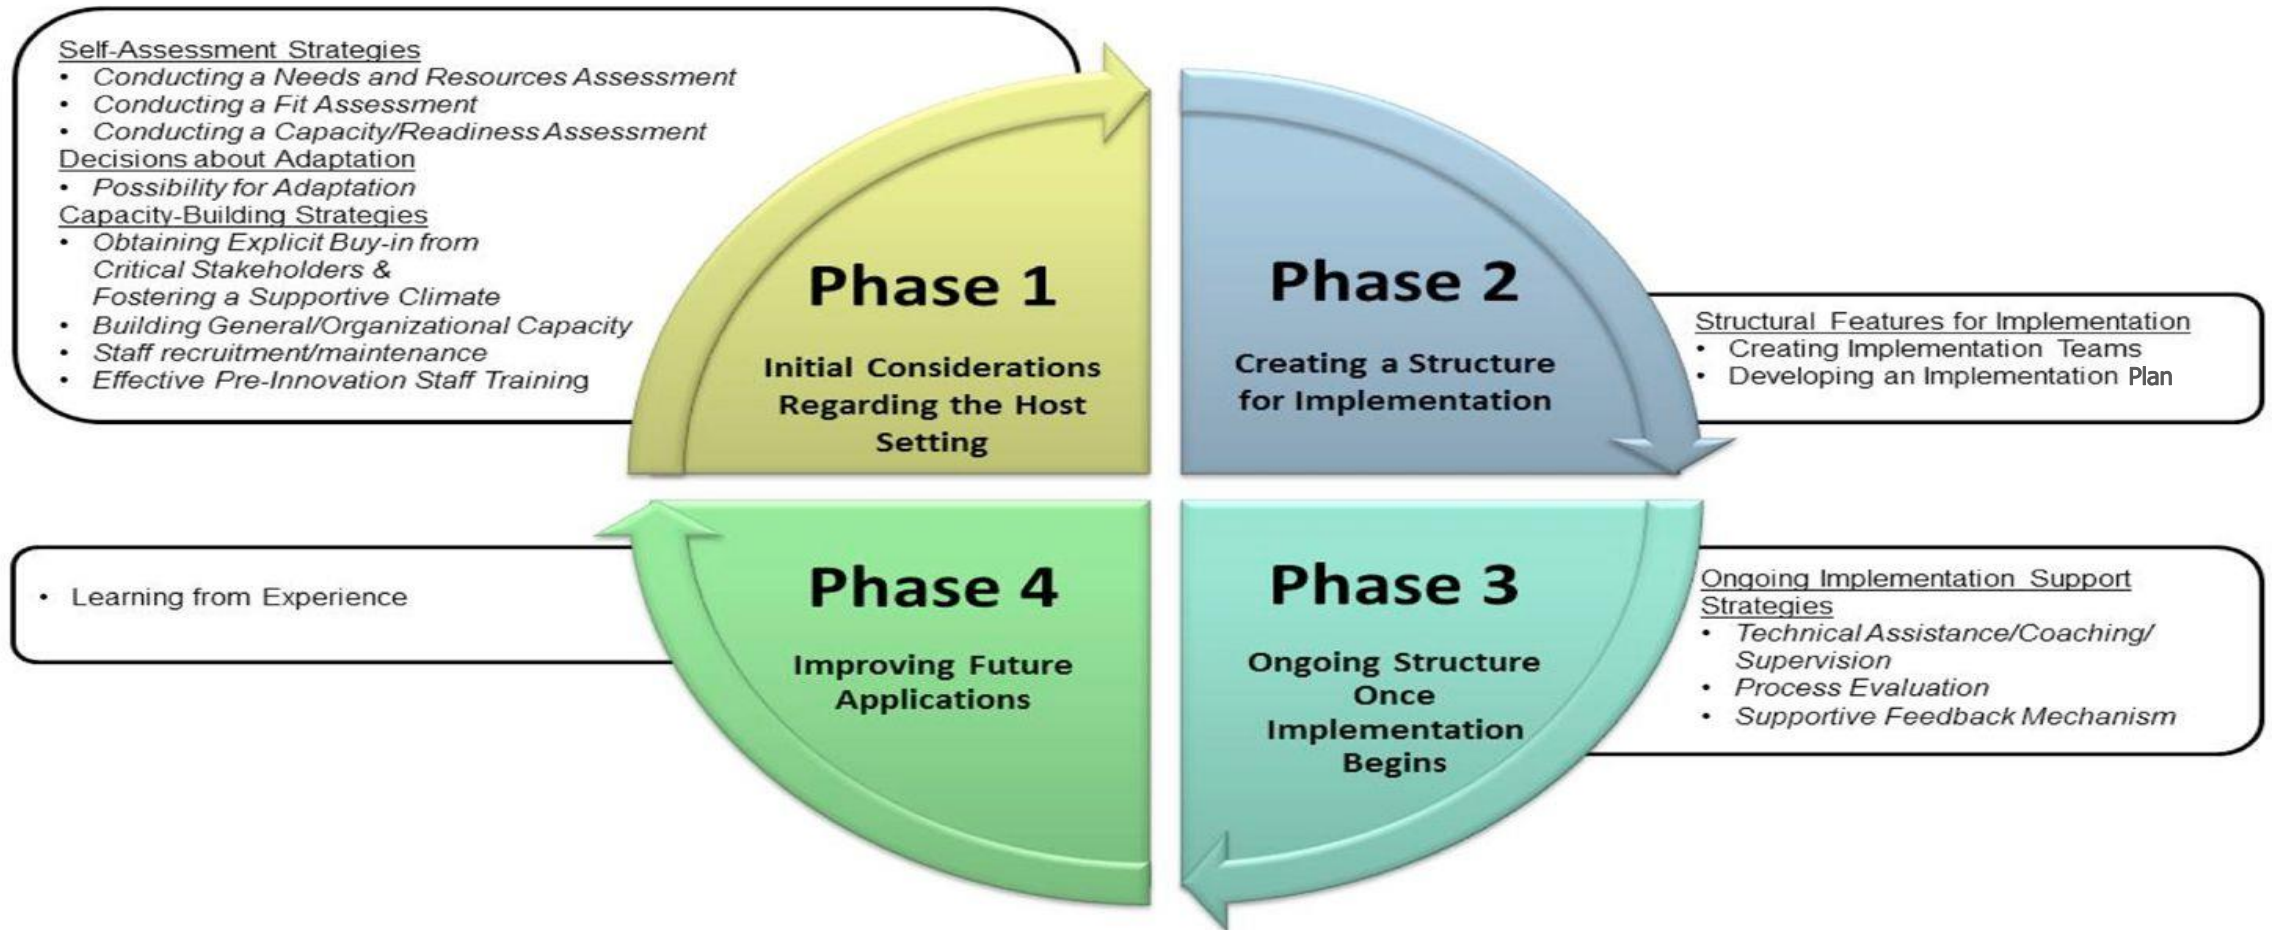 Self-Assessment Strategies
• Conducting a Needs and Resources Assessment
• Conducting a Fit Assessment
• Conducting a Capacity/Readiness Assessment
Decisions about Adaptation
• Possibility for Adaptation
Capacity-Building Strategies
• Obtaining Explicit Buy-in from
Critical Stakeholders &
Fostering a Supportive Climate
• Building General/Organizational Capacity
• Staff recruitment/maintenance
• Effective Pre-Innovation Staff Training
Phase 1
Initial Considerations
Regarding the Host
Setting
Phase 2
Creating a Structure
for Implementation
Structural Features for Implementation
• Creating Implementation Teams
• Developing an Implementation Plan
Phase 3
Ongoing Structure
Once
Implementation
Begins
Ongoing Implementation Support
Strategies
• Technical Assistance/Coaching/
Supervision
• Process Evaluation
• Supportive Feedback Mechanism
Phase 4
Improving Future
Applications
• Learning from Experience